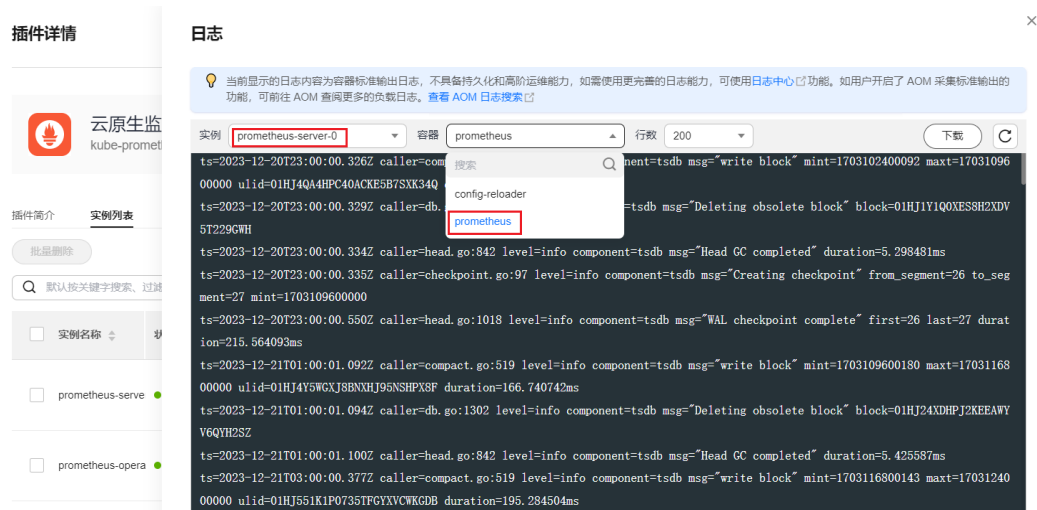 插件详情
云原生监
kube-promet
插件简介 实例列表
批量删除
默认按关键字搜索、过滤
实例名称 状
prometheus-serve
prometheus-opera
日志
当前显示的日志内容为容器标准输出日志，不具备持久化和高阶运维能力，如需使用更完善的日志能力，可使用日志中心功能。如用户开启了 AOM 采集标准输出的
功能，可前往 AOM 查阅更多的负载日志。查看 AOM 日志搜索
实例 prometheus-server-0 容器 prometheus 行数 200 下载
搜索
config-reloader
prometheus
ts=2023-12-20T23:00:00.326Z caller=com nent=tsdb msg="write block" mint=1703102400092 maxt=17031096
00000 ulid=01HJ4QA4HPC40ACKE5B7SXK34Q
ts=2023-12-20T23:00:00.329Z caller=db. =tsdb msg="Deleting obsolete block" block=01HJ1Y1Q0XES8H2XDV
5T229GWH
ts=2023-12-20T23:00:00.334Z caller=head.go:842 level=info component=tsdb msg="Head GC completed" duration=5.298481ms
ts=2023-12-20T23:00:00.335Z caller=checkpoint.go:97 level=info component=tsdb msg="Creating checkpoint" from_segment=26 to_seg
ment=27 mint=1703109600000
ts=2023-12-20T23:00:00.550Z caller=head.go:1018 level=info component=tsdb msg="WAL checkpoint complete" first=26 last=27 durat
ion=215.564093ms
ts=2023-12-21T01:00:01.092Z caller=compact.go:519 level=info component=tsdb msg="write block" mint=1703109600180 maxt=17031168
00000 ulid=01HJ4Y5WGXJ8BNXHJ95NSHPX8F duration=166.740742ms
ts=2023-12-21T01:00:01.094Z caller=db.go:1302 level=info component=tsdb msg="Deleting obsolete block" block=01HJ24XDHPJ2KEEAWY
V6QYH2SZ
ts=2023-12-21T01:00:01.100Z caller=head.go:842 level=info component=tsdb msg="Head GC completed" duration=5.425587ms
ts=2023-12-21T03:00:00.377Z caller=compact.go:519 level=info component=tsdb msg="write block" mint=1703116800143 maxt=17031240
00000 ulid=01HJ551K1P0735TFGYXVCWKGDB duration=195.284504ms